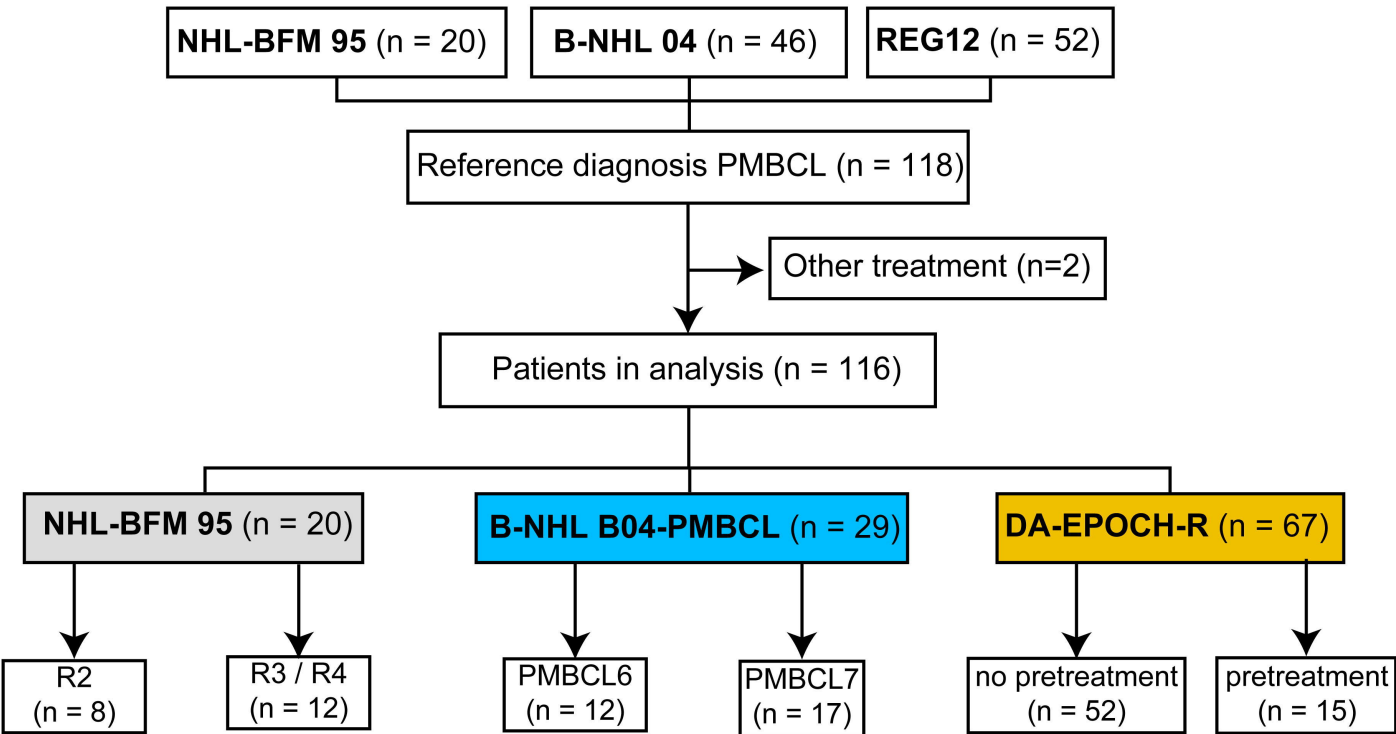 NHL-BFM 95 (n = 20)
B-NHL 04 (n = 46)
REG12 (n = 52)
Reference diagnosis PMBCL (n = 118)
Other treatment (n=2)
Patients in analysis (n = 116)
NHL-BFM 95 (n = 20)
B-NHL B04-PMBCL (n = 29)
DA-EPOCH-R (n = 67)
R2
(n = 8)
R3 / R4
(n = 12)
PMBCL6
(n = 12)
PMBCL7
(n = 17)
no pretreatment
(n = 52)
pretreatment
(n = 15)